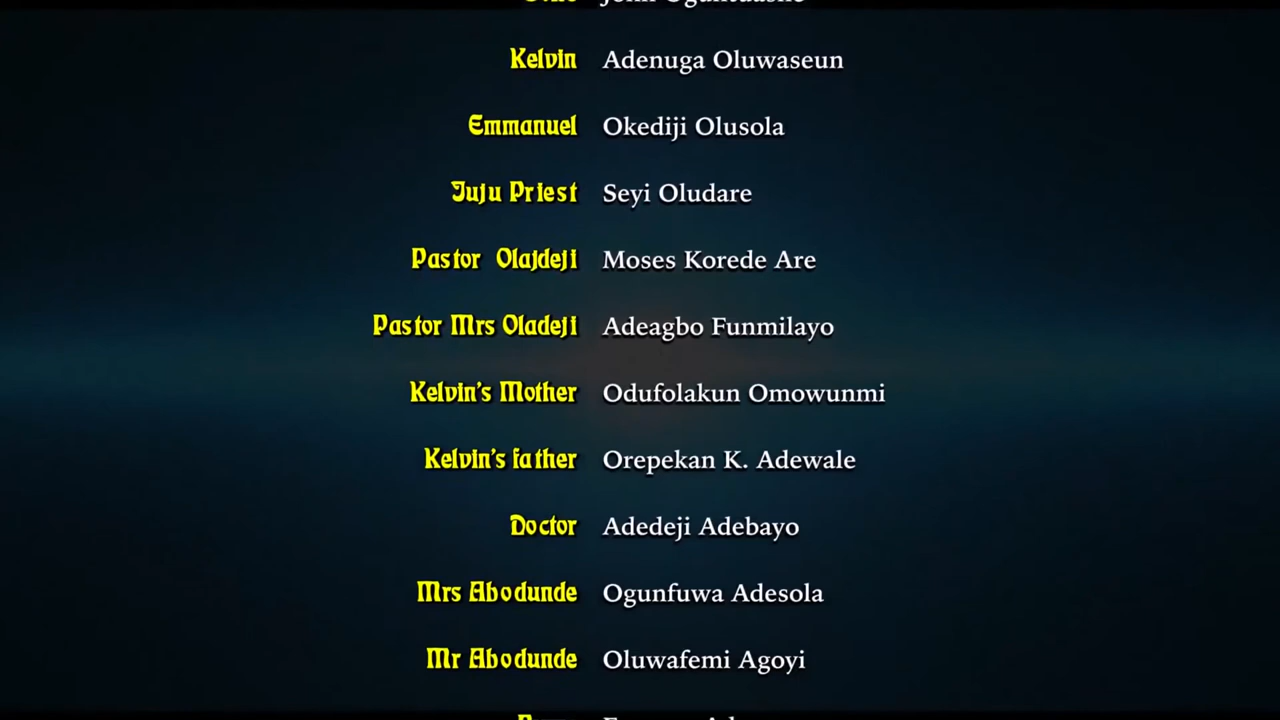 Kelvin Adenuga Oluwaseun
Emmanuel Okediji Olusola
Juju Priest Seyi Oludare
Pastor Olajdeji Moses Korede Are
Pastor Mrs Oladeji Adeagbo Funmilayo
Kelvin's Mother Odufolakun Omowunmi
Kelvin's father Orepekan K. Adewale
Doctor Adedeji Adebayo
Mrs Abodunde Ogunfuwa Adesola
Mr Abodunde Oluwafemi Agoyi